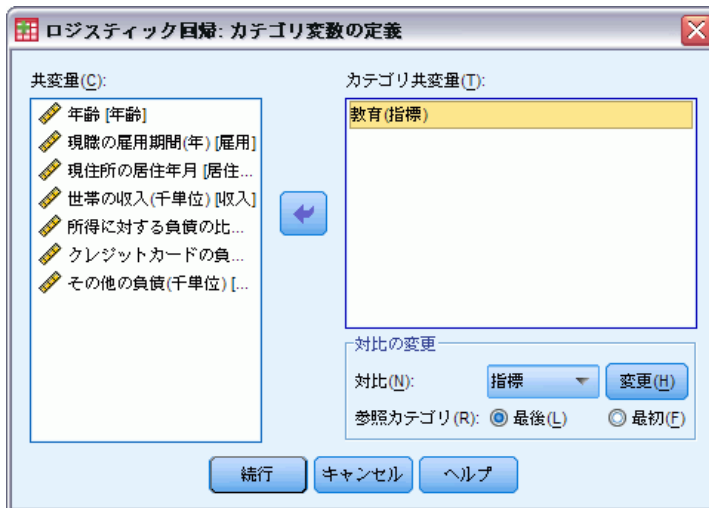 ロジスティック回帰: カテゴリ変数の定義
共変量(C):
年齢 [年齢]
現職の雇用期間(年) [雇用]
現住所の居住年月 [居住...
世帯の収入(千単位) [収入]
所得に対する負債の比...
クレジットカードの負...
その他の負債(千単位) [...
カテゴリ共変量(T):
教育(指標)
対比の変更
対比(N): 指標 変更(H)
参照カテゴリ(R): 最後(L) 最初(F)
続行 キャンセル ヘルプ